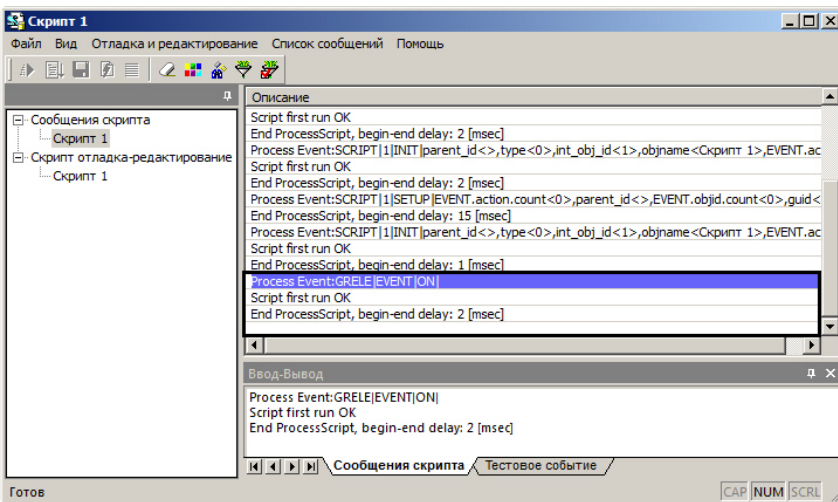 Скрипт 1
Файл Вид Отладка и редактирование Список сообщений Помощь
Описание
Сообщения скрипта
Скрипт 1
Скрипт отладка-редактирование
Скрипт 1
Script first run OK
End ProcessScript, begin-end delay: 2 [msec]
Process Event:SCRIPT|1|INIT|parent_id<>,type<0>,int_obj_id<1>,objname<Скрипт 1>,EVENT.ac
Script first run OK
End ProcessScript, begin-end delay: 2 [msec]
Process Event:SCRIPT|1|SETUP|EVENT.action.count<0>,parent_id<>,EVENT.objid.count<0>,guid<
End ProcessScript, begin-end delay: 15 [msec]
Process Event:SCRIPT|1|INIT|parent_id<>,type<0>,int_obj_id<1>,objname<Скрипт 1>,EVENT.ac
Script first run OK
End ProcessScript, begin-end delay: 1 [msec]
Process Event:GRELE|EVENT|ON|
Script first run OK
End ProcessScript, begin-end delay: 2 [msec]
Ввод-Вывод
Process Event:GRELE|EVENT|ON|
Script first run OK
End ProcessScript, begin-end delay: 2 [msec]
Сообщения скрипта Тестовое событие
Готов CAP NUM SCRL